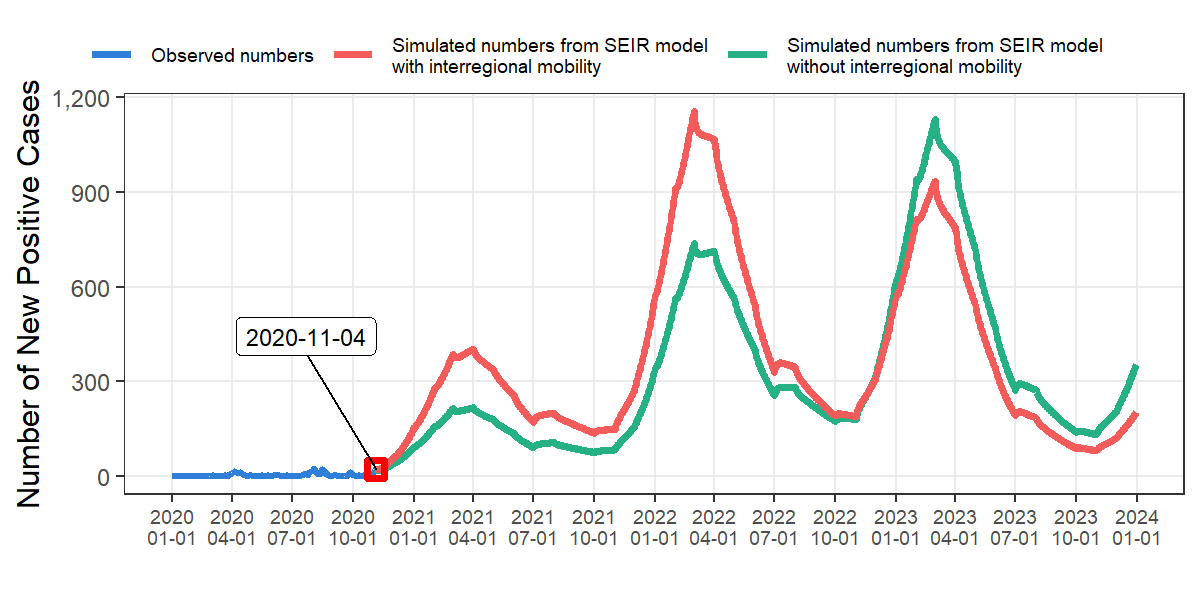 Observed numbers
Simulated numbers from SEIR model
with interregional mobility
Simulated numbers from SEIR model
without interregional mobility
Number of New Positive Cases
1,200
900
600
300
0
2020-11-04
2020 2020 2020 2020 2021 2021 2021 2021 2022 2022 2022 2022 2023 2023 2023 2023 2024
01-01 04-01 07-01 10-01 01-01 04-01 07-01 10-01 01-01 04-01 07-01 10-01 01-01 04-01 07-01 10-01 01-01